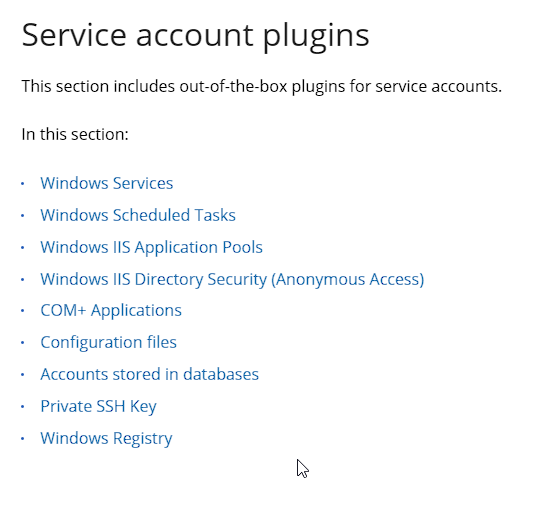 Service account plugins
This section includes out-of-the-box plugins for service accounts.
In this section:
• Windows Services
• Windows Scheduled Tasks
• Windows IIS Application Pools
• Windows IIS Directory Security (Anonymous Access)
• COM+ Applications
• Configuration files
• Accounts stored in databases
• Private SSH Key
• Windows Registry